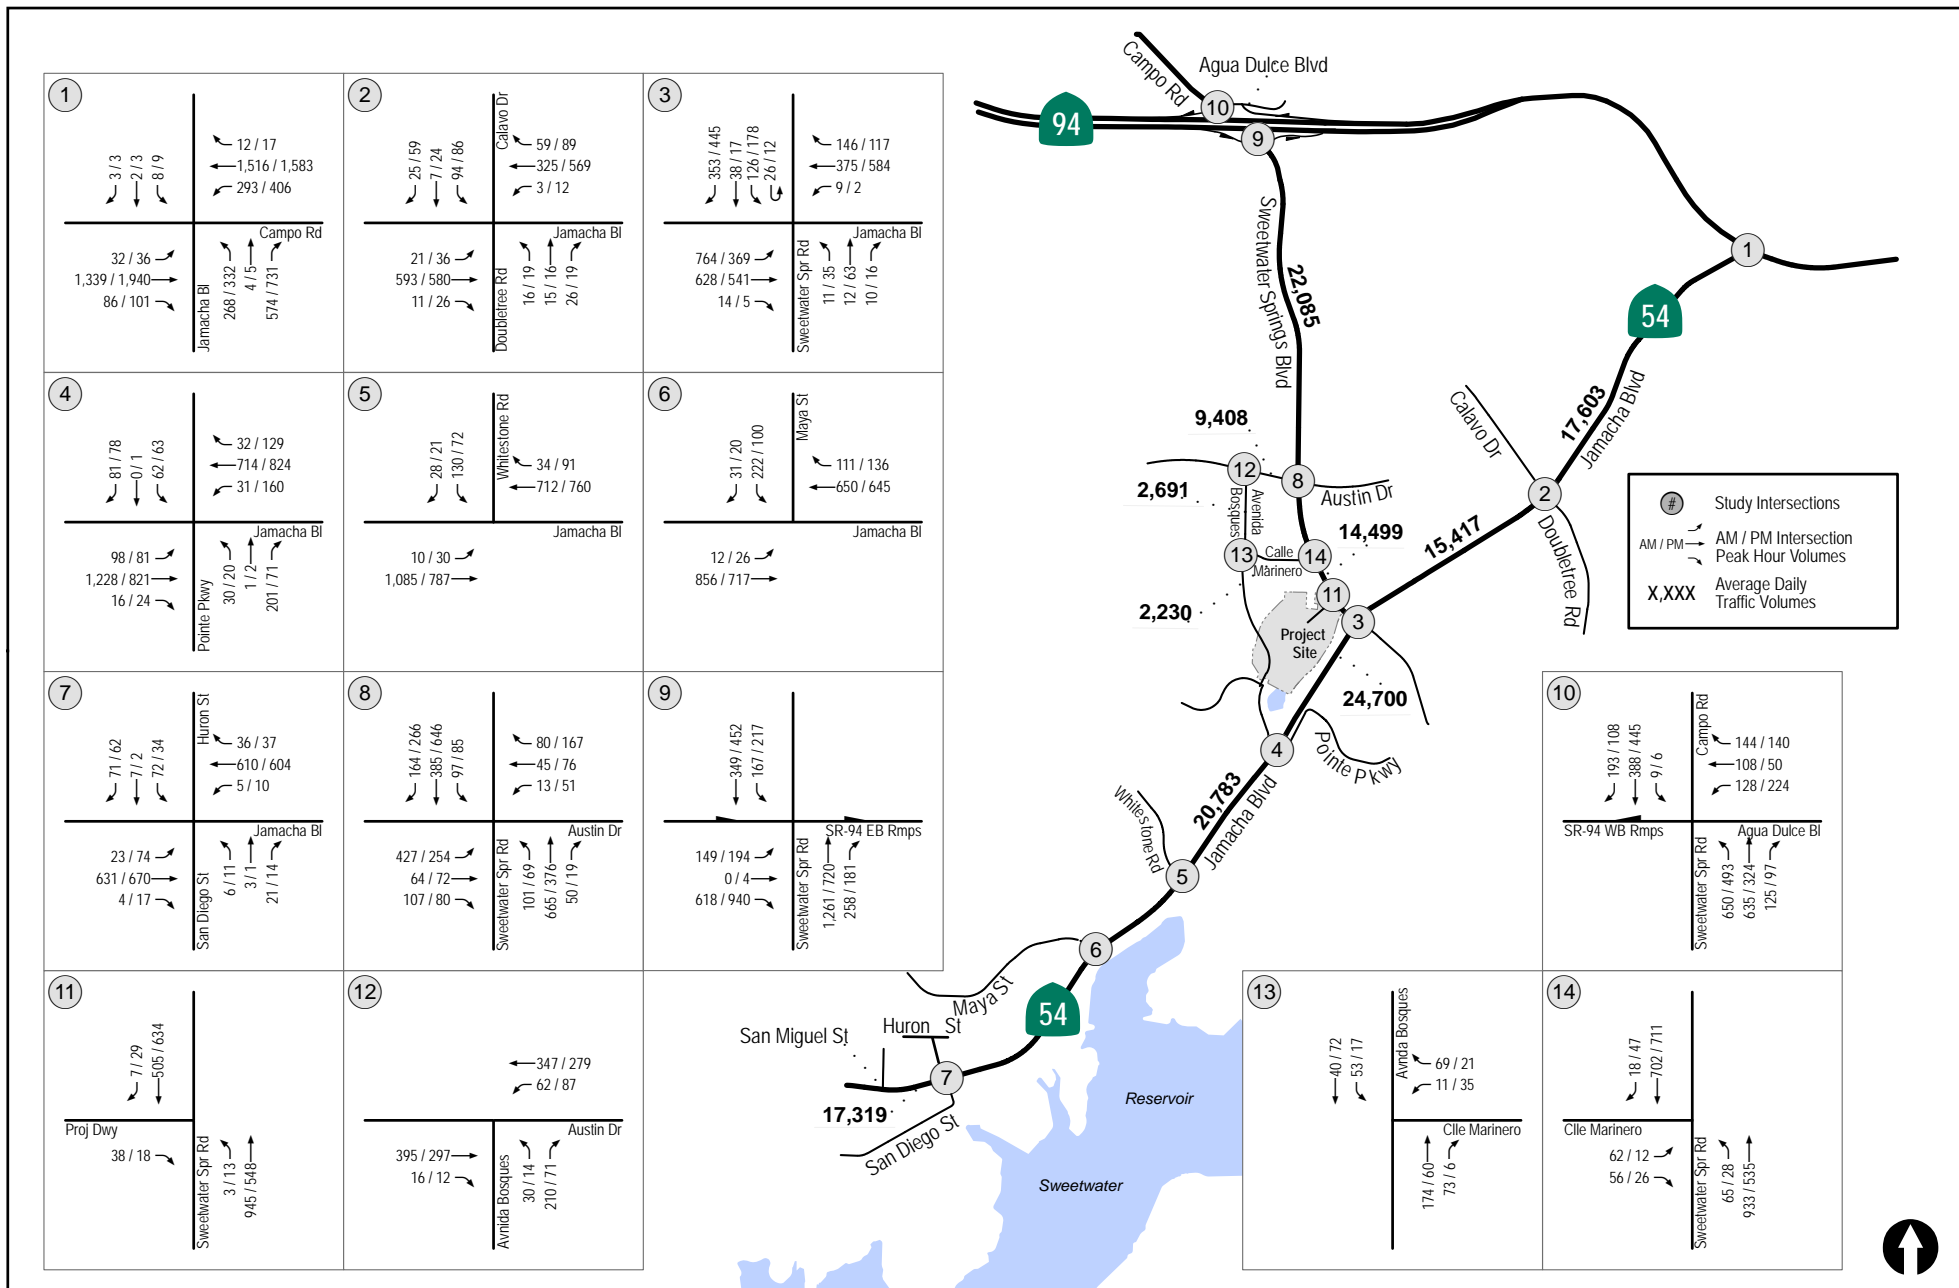 1
3 / 3
2 / 3
8 / 9
12 / 17
1,516 / 1,583
293 / 406
Campo Rd
32 / 36
1,339 / 1,940
86 / 101
Jamacha Bl
268 / 332
4 / 5
574 / 731
2
25 / 59
7 / 24
94 / 86
Calavo Dr
59 / 89
325 / 569
3 / 12
Jamacha Bl
21 / 36
593 / 580
11 / 26
Doubletree Rd
16 / 19
15 / 16
26 / 19
3
353 / 445
38 / 17
126 / 178
26 / 12
146 / 117
375 / 584
9 / 2
Jamacha Bl
764 / 369
628 / 541
14 / 5
Sweetwater Spr Rd
11 / 35
12 / 63
10 / 16
4
81 / 78
0 / 1
62 / 63
32 / 129
714 / 824
31 / 160
Jamacha Bl
98 / 81
1,228 / 821
16 / 24
Pointe Pkwy
30 / 20
1 / 2
201 / 71
5
28 / 21
130 / 72
Whitestone Rd
34 / 91
712 / 760
Jamacha Bl
10 / 30
1,085 / 787
6
31 / 20
222 / 100
Maya St
111 / 136
650 / 645
Jamacha Bl
12 / 26
856 / 717
7
71 / 62
7 / 2
72 / 34
Huron St
36 / 37
610 / 604
5 / 10
Jamacha Bl
23 / 74
631 / 670
4 / 17
San Diego St
6 / 11
3 / 1
21 / 14
8
164 / 266
385 / 646
97 / 85
80 / 167
45 / 76
13 / 51
Austin Dr
427 / 254
64 / 72
107 / 80
Sweetwater Spr Rd
101 / 69
665 / 376
50 / 19
9
349 / 452
167 / 217
SR-94 EB Rmps
149 / 194
0 / 4
618 / 940
Sweetwater Spr Rd
1,261 / 720
258 / 181
10
193 / 108
388 / 445
9 / 6
Campo Rd
144 / 140
108 / 50
128 / 224
SR-94 WB Rmps
Agua Dulce Bl
Sweetwater Spr Rd
650 / 493
635 / 324
125 / 97
11
7 / 29
505 / 634
Proj Dwy
38 / 18
Sweetwater Spr Rd
3 / 13
945 / 548
12
347 / 279
62 / 87
Austin Dr
395 / 297
16 / 12
Avnida Bosques
30 / 14
210 / 71
13
40 / 72
53 / 17
Avnda Bosques
69 / 21
11 / 35
Clle Marinero
174 / 60
73 / 6
14
18 / 47
702 / 711
Clle Marinero
62 / 12
56 / 26
Sweetwater Spr Rd
65 / 28
933 / 535
Campo Rd
Agua Dulce Blvd
10
94
9
Sweetwater Springs Blvd
22,085
1
54
17,603
Jamacha Blvd
Calavo Dr
9,408
12
8
Austin Dr
2,691
Avenida
Bosques
14,499
15,417
2
Doubletree Rd
13
Calle
Marinero
14
11
2,230
3
Project
Site
24,700
4
Pointe Pkwy
20,783
Jamacha Blvd
Whitestone Rd
5
6
Maya St
54
San Miguel St
Huron St
7
17,319
San Diego St
Reservoir
Sweetwater
#
Study Intersections
AM / PM
AM / PM Intersection
Peak Hour Volumes
X,XXX
Average Daily
Traffic Volumes